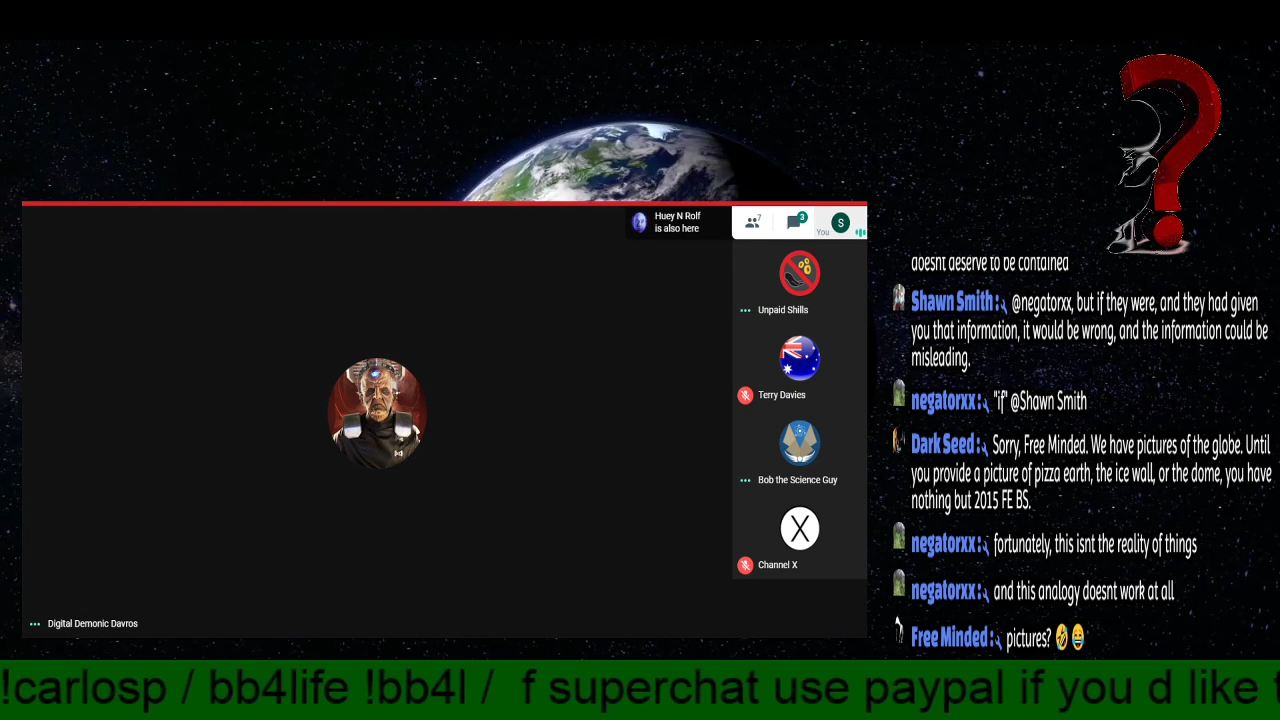 Huey N Rolf
is also here
7
3
You
S
Unpaid Shills
Terry Davies
Bob the Science Guy
X
Channel X
Digital Demonic Davros
?
doesnt deserve to be contained
Shawn Smith: @negatorxx, but if they were, and they had given
you that information, it would be wrong, and the information could be
misleading.
negatorxx: "if" @Shawn Smith
Dark Seed: Sorry, Free Minded. We have pictures of the globe. Until
you provide a picture of pizza earth, the ice wall, or the dome, you have
nothing but 2015 FE BS.
negatorxx: fortunately, this isnt the reality of things
negatorxx: and this analogy doesnt work at all
Free Minded: pictures? 🤣😂
!carlosp / bb4life !bb4l / f superchat use paypal if you d like t